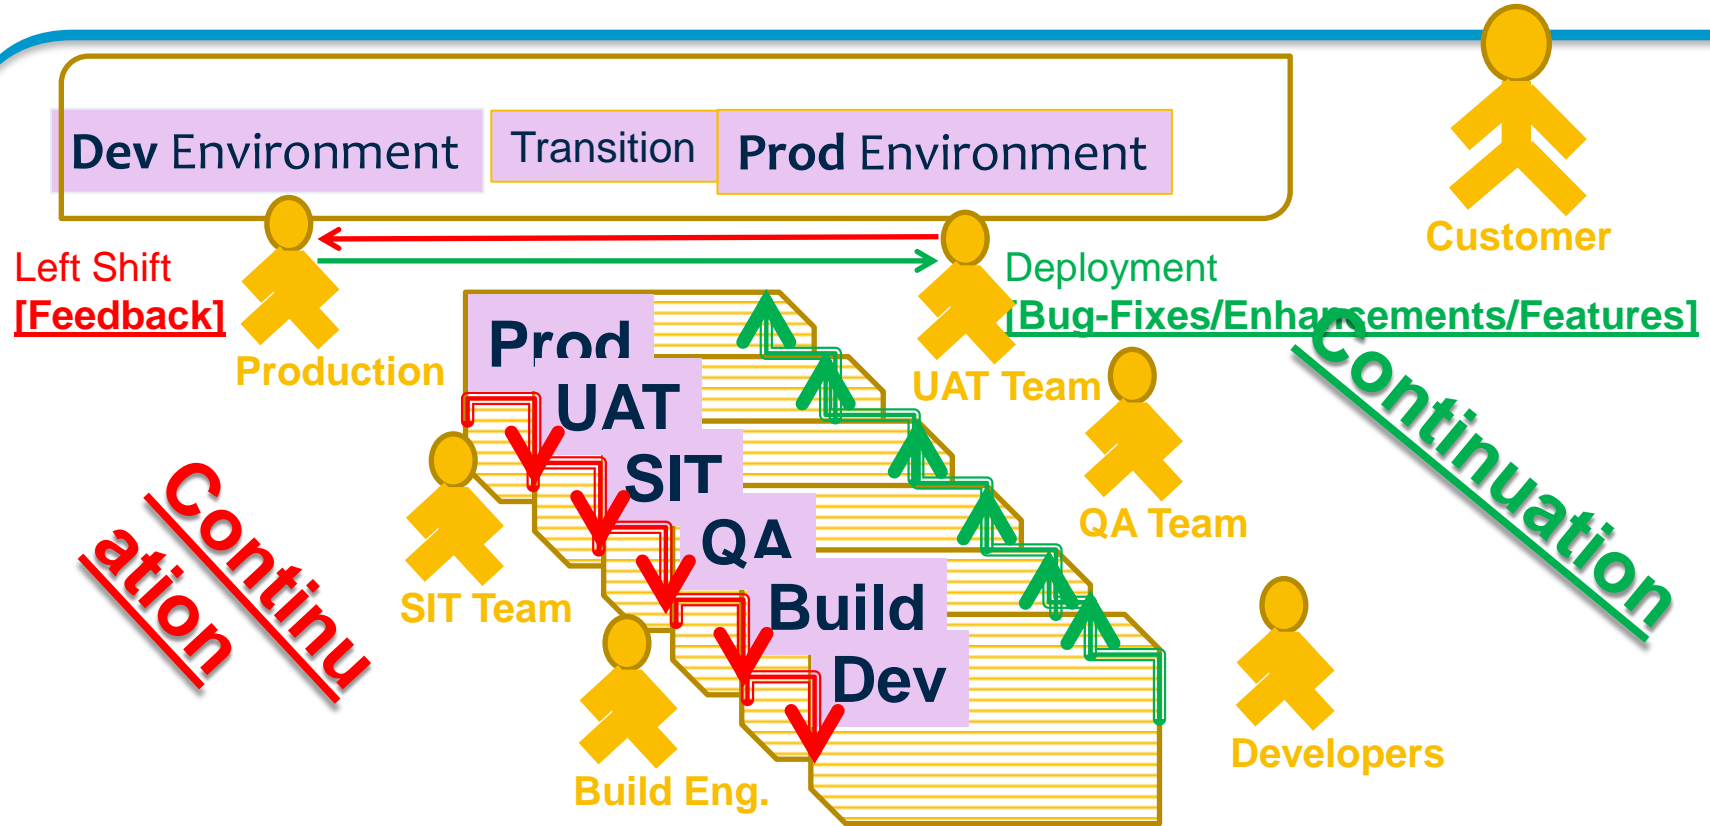 Dev Environment
Transition
Prod Environment
Customer
Left Shift
[Feedback]
Deployment
[Bug-Fixes/Enhancements/Features]
Production
UAT Team
Prod
UAT
SIT
QA
Build
Dev
Continu
ation
Continuation
QA Team
SIT Team
Developers
Build Eng.